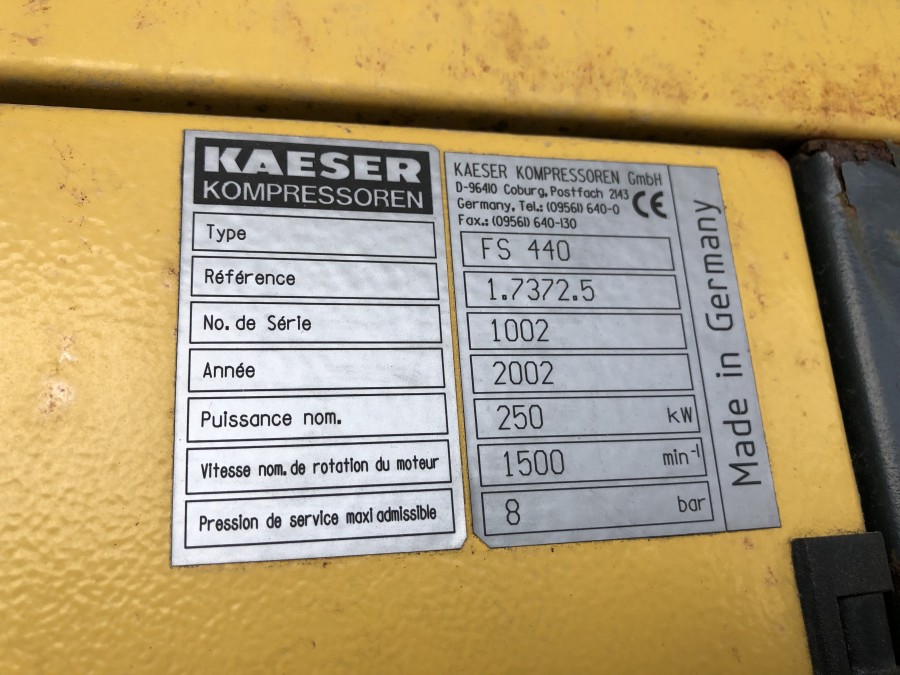 KAESER
KOMPRESSOREN
Type
Référence
No. de Série
Année
Puissance nom.
Vitesse nom. de rotation du moteur
Pression de service maxi admissible
KAESER KOMPRESSOREN GmbH
D-96410 Coburg, Postfach 2143
Germany, Tel.: (09561) 640-0
Fax.: (09561) 640-130
CE
FS 440
1.7372.5
1002
2002
250 kW
1500 min-1
8 bar
Made in Germany